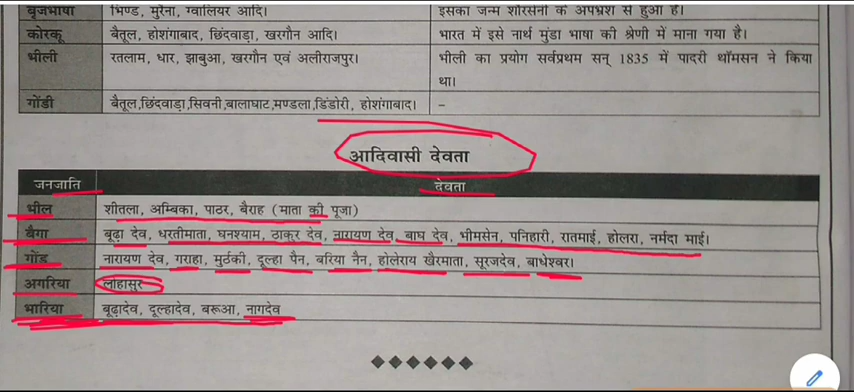 बृजभाषा भिण्ड, मुरैना, ग्वालियर आदि। इसका जन्म शौरसेनी के अपभ्रंश से हुआ है।
कोरकू बैतूल, होशंगाबाद, छिंदवाड़ा, खरगौन आदि। भारत में इसे नार्थ मुंडा भाषा की श्रेणी में माना गया है।
भीली रतलाम, धार, झाबुआ, खरगौन एवं अलीराजपुर। भीली का प्रयोग सर्वप्रथम सन् 1835 में पादरी थॉमसन ने किया
था।
गोंडी बैतूल,छिंदवाड़ा,सिवनी,बालाघाट,मण्डला,डिंडोरी, होशंगाबाद। –
आदिवासी देवता
जनजाति देवता
भील शीतला, अम्बिका, पाठर, बैराह (माता की पूजा)
बैगा बूढ़ा देव, धरतीमाता, घनश्याम, ठाकुर देव, नारायण देव, बाघ देव, भीमसेन, पनिहारी, रातमाई, होलरा, नर्मदा माई।
गोंड नारायण देव, गराहा, मुर्ठकी, दूल्हा पैन, बरिया नैन, होलेराय खैरमाता, सूरजदेव, बाधेश्वर।
अगरिया लोहासुर
भारिया बूढ़ादेव, दूल्हादेव, बरूआ, नागदेव